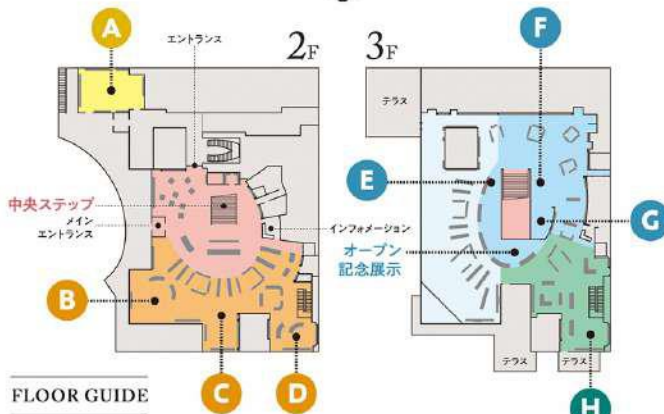 A
エントランス
2F
3F
F
テラス
中央ステップ
メイン
エントランス
インフォメーション
E
G
オープン
記念展示
B
C
D
テラス
テラス
H
FLOOR GUIDE